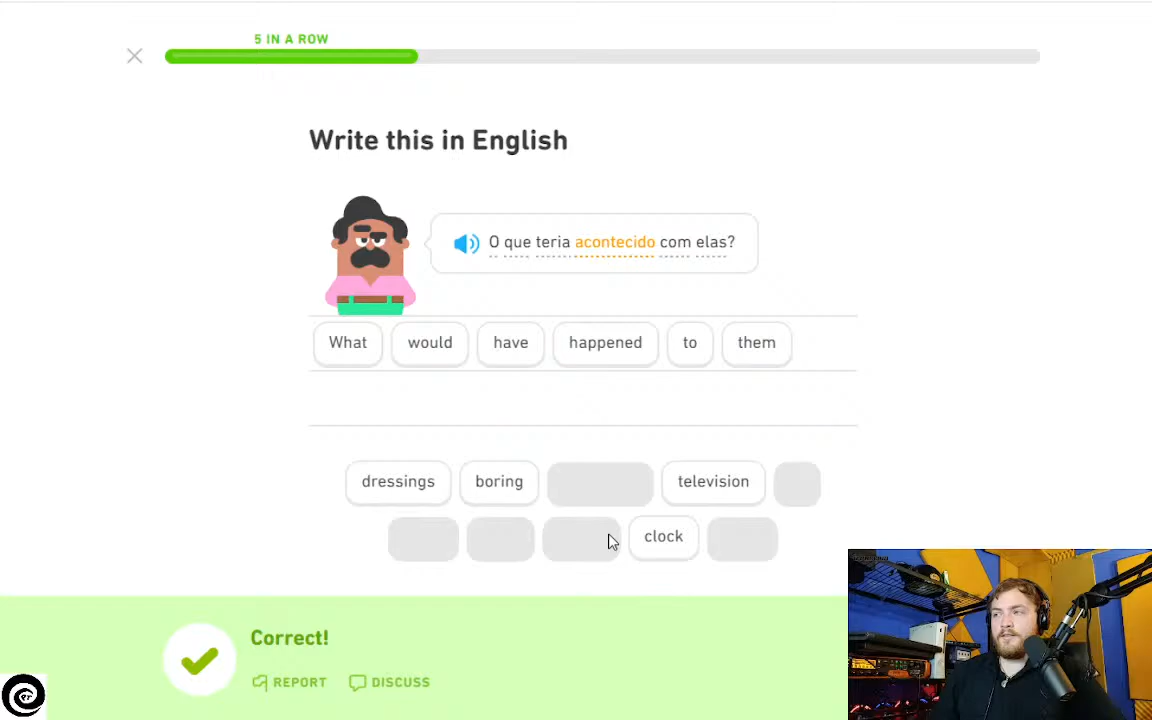 5 IN A ROW
Write this in English
O que teria acontecido com elas?
What would have happened to them
dressings boring television
clock
Correct!
REPORT DISCUSS